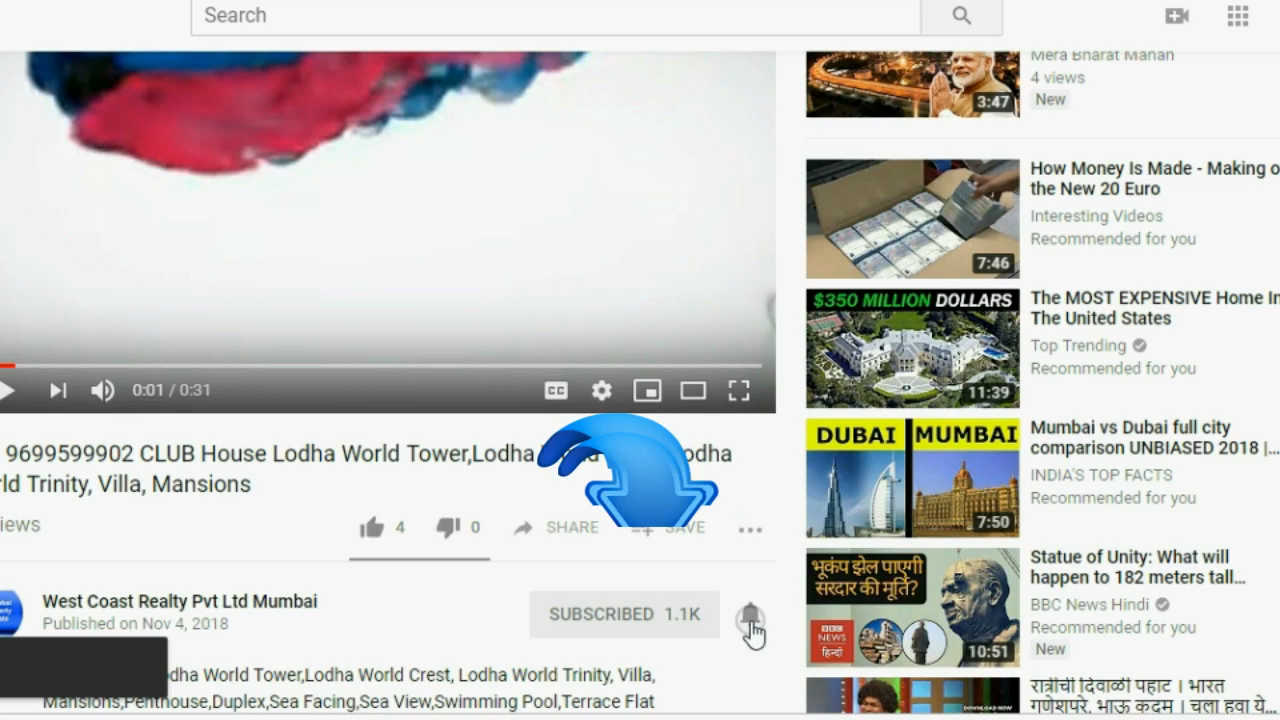 Search
0:01 / 0:31
CC
9699599902 CLUB House Lodha World Tower,Lodha
rld Trinity, Villa, Mansions
iews
4
0
SHARE
SAVE
West Coast Realty Pvt Ltd Mumbai
Published on Nov 4, 2018
SUBSCRIBED 1.1K
dha World Tower,Lodha World Crest, Lodha World Trinity, Villa,
Mansions,Penthouse,Duplex,Sea Facing,Sea View,Swimming Pool,Terrace Flat
Mera Bharat Mahan
4 views
New
3:47
How Money Is Made - Making o
the New 20 Euro
Interesting Videos
Recommended for you
7:46
$350 MILLION DOLLARS
11:39
The MOST EXPENSIVE Home In
The United States
Top Trending
Recommended for you
DUBAI MUMBAI
7:50
Mumbai vs Dubai full city
comparison UNBIASED 2018 |...
INDIA'S TOP FACTS
Recommended for you
भूकंप झेल पाएगी
सरदार की मूर्ति?
BBC
NEWS
हिन्दी
10:51
Statue of Unity: What will
happen to 182 meters tall...
BBC News Hindi
Recommended for you
New
DOWNLOAD NOW
रात्रीची दिवाळी पहाट । भारत
गणेशपुरे, भाऊ कदम । चला हवा ये...